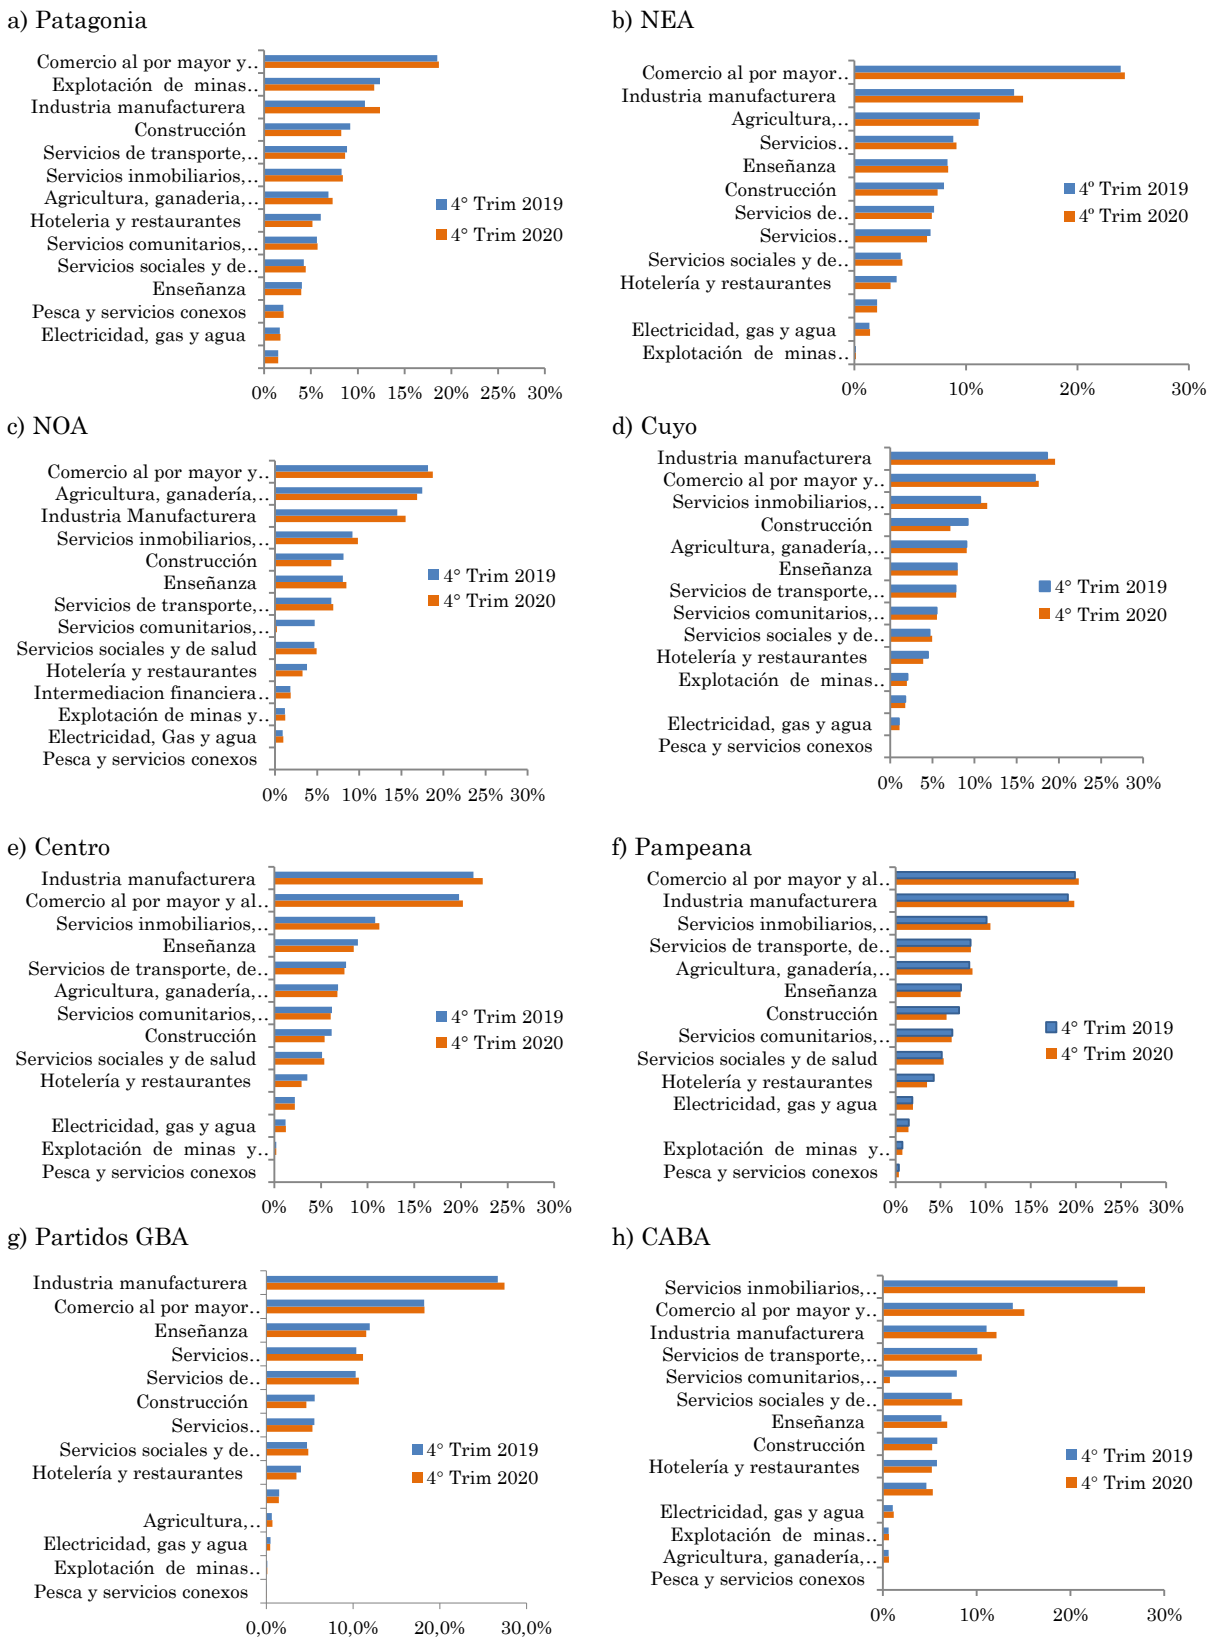 a) Patagonia
Comercio al por mayor y..
Explotación de minas..
Industria manufacturera
Construcción
Servicios de transporte,..
Servicios inmobiliarios,..
Agricultura, ganaderia,..
Hoteleria y restaurantes
Servicios comunitarios,..
Servicios sociales y de..
Enseñanza
Pesca y servicios conexos
Electricidad, gas y agua
4° Trim 2019
4° Trim 2020
0% 5% 10% 15% 20% 25% 30%
b) NEA
Comercio al por mayor..
Industria manufacturera
Agricultura,..
Servicios..
Enseñanza
Construcción
Servicios de..
Servicios..
Servicios sociales y de..
Hotelería y restaurantes
Electricidad, gas y agua
Explotación de minas..
4º Trim 2019
4º Trim 2020
0% 10% 20% 30%
c) NOA
Comercio al por mayor y..
Agricultura, ganadería,..
Industria Manufacturera
Servicios inmobiliarios,..
Construcción
Enseñanza
Servicios de transporte,..
Servicios comunitarios,..
Servicios sociales y de salud
Hotelería y restaurantes
Intermediacion financiera..
Explotación de minas y..
Electricidad, Gas y agua
Pesca y servicios conexos
4° Trim 2019
4° Trim 2020
0% 5% 10% 15% 20% 25% 30%
d) Cuyo
Industria manufacturera
Comercio al por mayor y..
Servicios inmobiliarios,..
Construcción
Agricultura, ganadería,..
Enseñanza
Servicios de transporte,..
Servicios comunitarios,..
Servicios sociales y de..
Hotelería y restaurantes
Explotación de minas..
Electricidad, gas y agua
Pesca y servicios conexos
4° Trim 2019
4° Trim 2020
0% 5% 10% 15% 20% 25% 30%
e) Centro
Industria manufacturera
Comercio al por mayor y al..
Servicios inmobiliarios,..
Enseñanza
Servicios de transporte, de..
Agricultura, ganadería,..
Servicios comunitarios,..
Construcción
Servicios sociales y de salud
Hotelería y restaurantes
Electricidad, gas y agua
Explotación de minas y..
Pesca y servicios conexos
4° Trim 2019
4° Trim 2020
0% 5% 10% 15% 20% 25% 30%
f) Pampeana
Comercio al por mayor y al..
Industria manufacturera
Servicios inmobiliarios,..
Servicios de transporte, de..
Agricultura, ganadería,..
Enseñanza
Construcción
Servicios comunitarios,..
Servicios sociales y de salud
Hotelería y restaurantes
Electricidad, gas y agua
Explotación de minas y..
Pesca y servicios conexos
4° Trim 2019
4° Trim 2020
0% 5% 10% 15% 20% 25% 30%
g) Partidos GBA
Industria manufacturera
Comercio al por mayor..
Enseñanza
Servicios..
Servicios de..
Construcción
Servicios..
Servicios sociales y de..
Hotelería y restaurantes
Agricultura,..
Electricidad, gas y agua
Explotación de minas..
Pesca y servicios conexos
4° Trim 2019
4° Trim 2020
0,0% 10,0% 20,0% 30,0%
h) CABA
Servicios inmobiliarios,..
Comercio al por mayor y..
Industria manufacturera
Servicios de transporte,..
Servicios comunitarios,..
Servicios sociales y de..
Enseñanza
Construcción
Hotelería y restaurantes
Electricidad, gas y agua
Explotación de minas..
Agricultura, ganadería,..
Pesca y servicios conexos
4° Trim 2019
4° Trim 2020
0% 10% 20% 30%